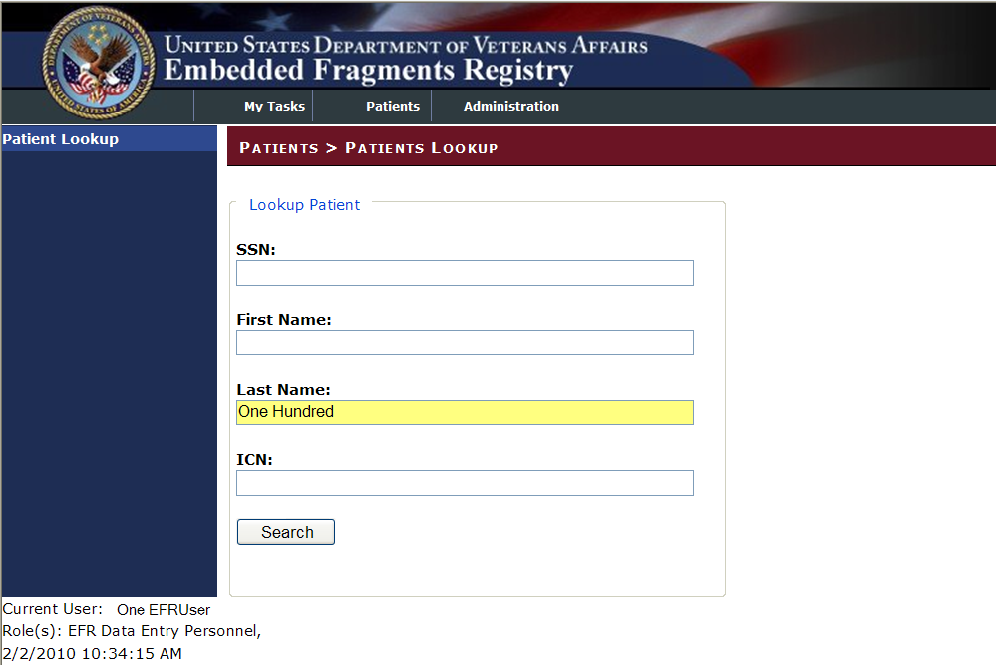 UNITED STATES DEPARTMENT OF VETERANS AFFAIRS
Embedded Fragments Registry
My Tasks Patients Administration
Patient Lookup
PATIENTS > PATIENTS LOOKUP
Lookup Patient
SSN:
First Name:
Last Name:
One Hundred
ICN:
Search
Current User: One EFRUser
Role(s): EFR Data Entry Personnel,
2/2/2010 10:34:15 AM